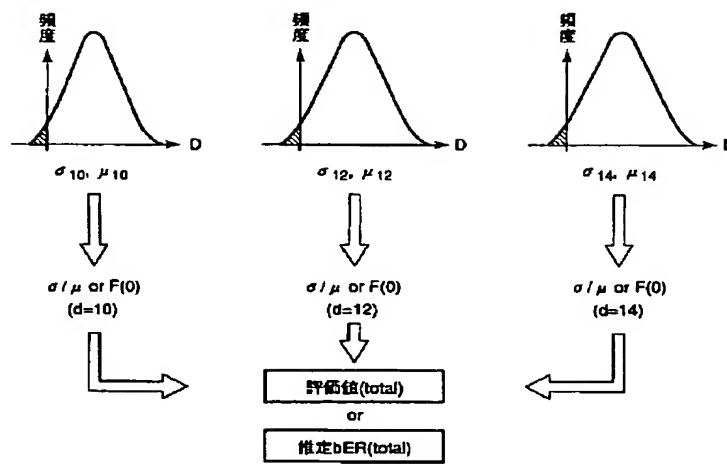 頻度
頻度
頻度
D
D
σ10, μ10
σ12, μ12
σ14, μ14
σ/μ or F(0)
(d=10)
σ/μ or F(0)
(d=12)
σ/μ or F(0)
(d=14)
評価値(total)
or
推定bER(total)